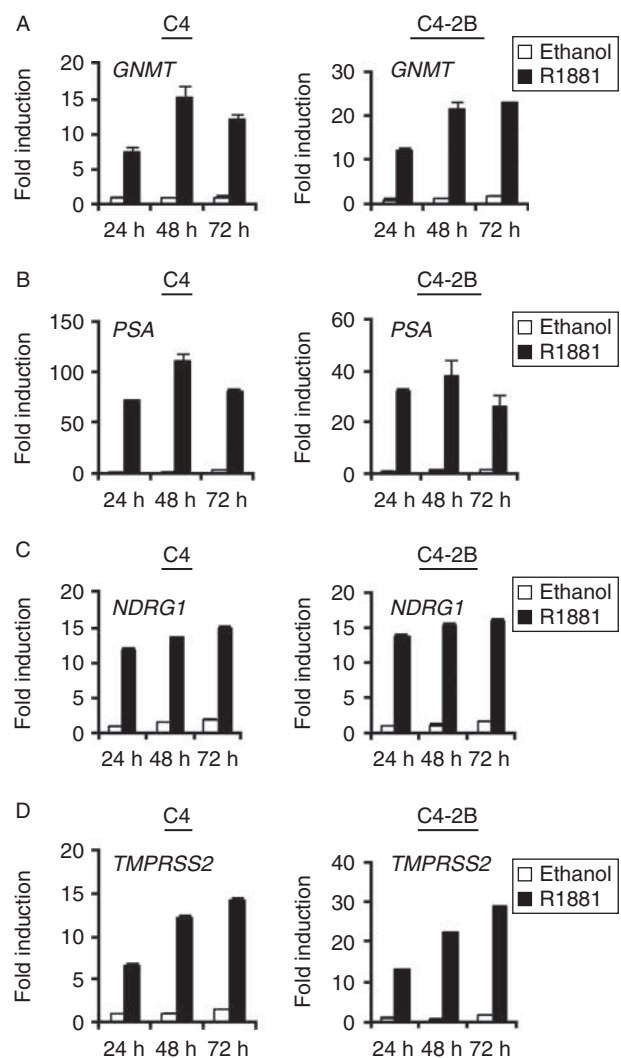 A
C4
C4-2B
Ethanol
R1881
GNMT
Fold induction
20
15
10
5
0
24 h 48 h 72 h
GNMT
Fold induction
30
20
10
0
24 h 48 h 72 h
B
C4
C4-2B
Ethanol
R1881
PSA
Fold induction
150
100
50
0
24 h 48 h 72 h
PSA
Fold induction
60
40
20
0
24 h 48 h 72 h
C
C4
C4-2B
Ethanol
R1881
NDRG1
Fold induction
20
15
10
5
0
24 h 48 h 72 h
NDRG1
Fold induction
20
15
10
5
0
24 h 48 h 72 h
D
C4
C4-2B
Ethanol
R1881
TMPRSS2
Fold induction
20
15
10
5
0
24 h 48 h 72 h
TMPRSS2
Fold induction
40
30
20
10
0
24 h 48 h 72 h